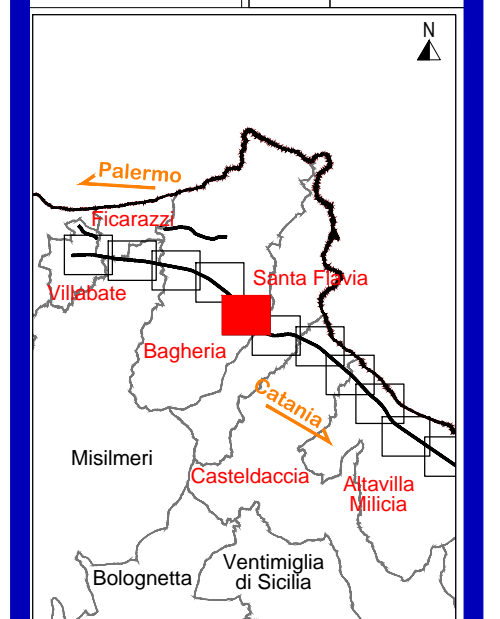 N
Palermo
Ficarazzi
Santa Flavia
Villabate
Bagheria
Catania
Misilmeri
Casteldaccia
Altavilla
Milicia
Ventimiglia
di Sicilia
Bolognetta